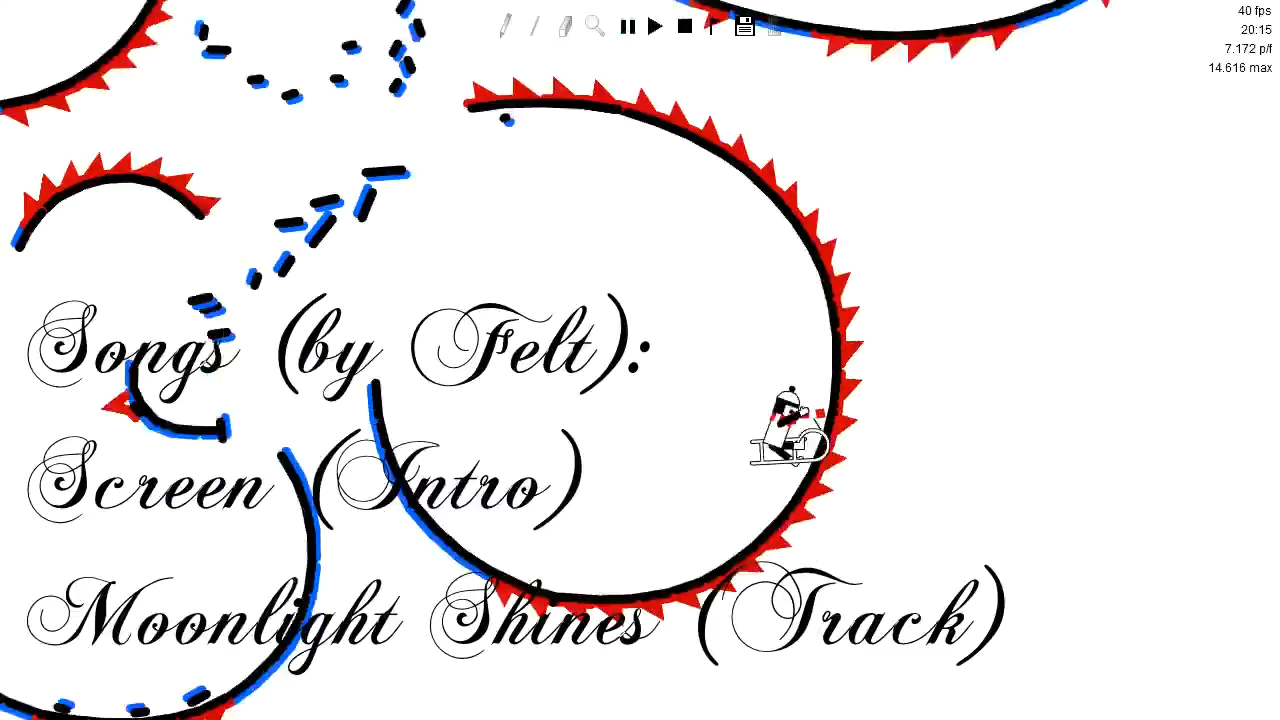 40 fps
20:15
7.172 p/f
14.616 max
Songs (by Felt):
Screen (Intro)
Moonlight Shines (Track)